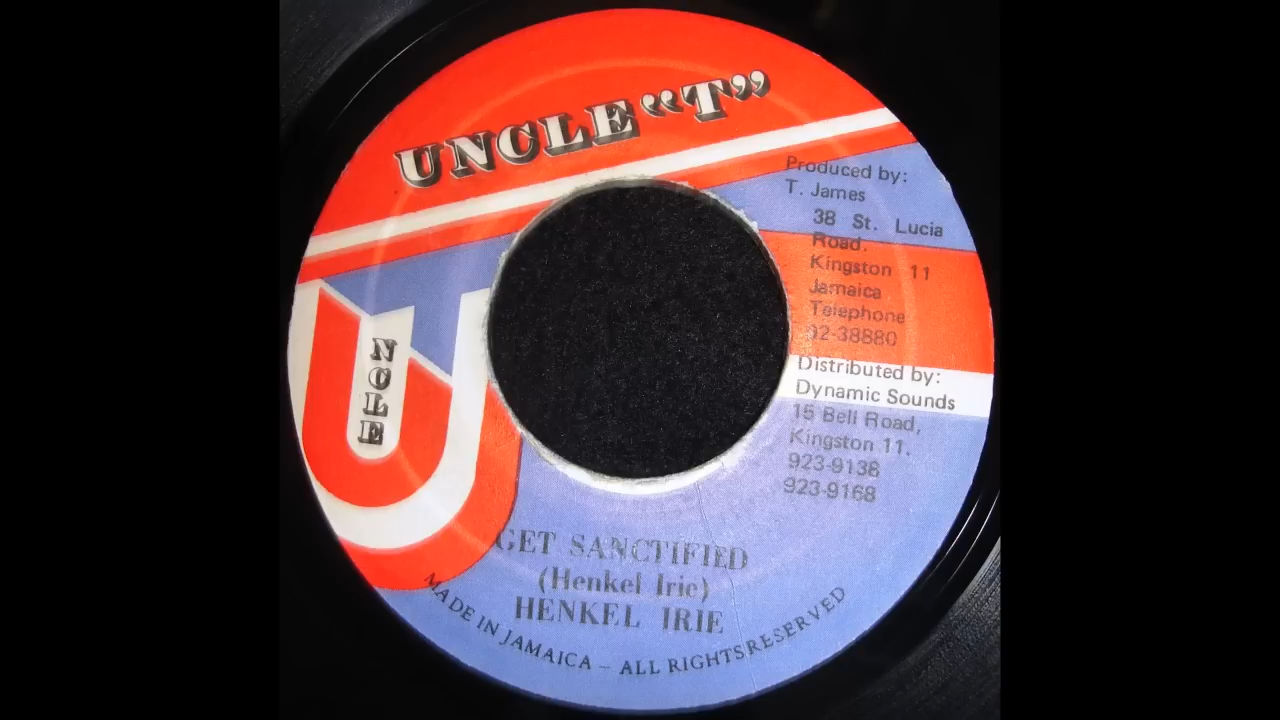 UNCLE “T”
Produced by:
T. James
38 St. Lucia
Road.
Kingston 11
Jamaica
Telephone
92-38880
Distributed by:
Dynamic Sounds
15 Bell Road,
Kingston 11.
923-9138
923-9168
UNCLE
GET SANCTIFIED
(Henkel Irie)
HENKEL IRIE
MADE IN JAMAICA – ALL RIGHTS RESERVED